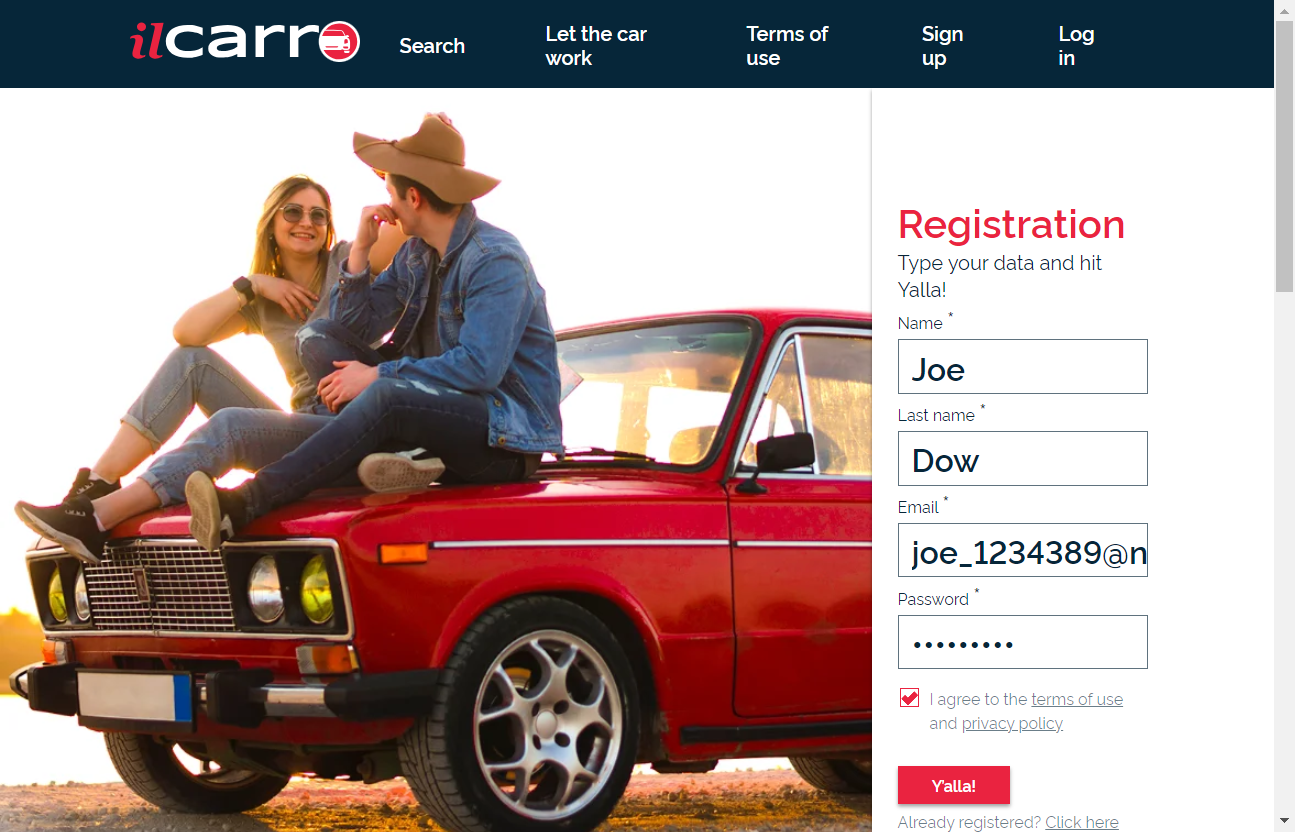 ilcarro
Search
Let the car
work
Terms of
use
Sign
up
Log
in
Registration
Type your data and hit
Yalla!
Name *
Joe
Last name *
Dow
Email *
joe_1234389@n
Password *
•••••••••
I agree to the terms of use
and privacy policy
Y'alla!
Already registered? Click here